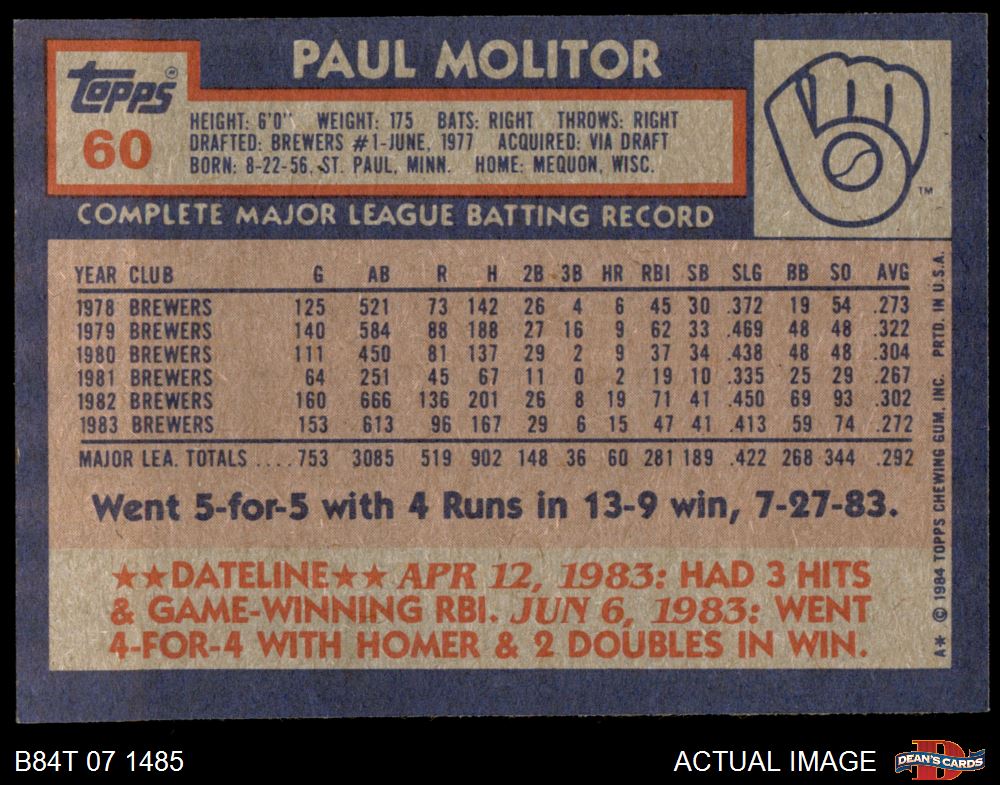 PAUL MOLITOR
Topps®
60
HEIGHT: 6'0" WEIGHT: 175 BATS: RIGHT THROWS: RIGHT
DRAFTED: BREWERS #1-JUNE, 1977 ACQUIRED: VIA DRAFT
BORN: 8-22-56, ST. PAUL, MINN. HOME: MEQUON, WISC.
TM
COMPLETE MAJOR LEAGUE BATTING RECORD
YEAR CLUB G AB R H 2B 3B HR RBI SB SLG BB SO AVG
1978 BREWERS 125 521 73 142 26 4 6 45 30 .372 19 54 .273
1979 BREWERS 140 584 88 188 27 16 9 62 33 .469 48 48 .322
1980 BREWERS 111 450 81 137 29 2 9 37 34 .438 48 48 .304
1981 BREWERS 64 251 45 67 11 0 2 19 10 .335 25 29 .267
1982 BREWERS 160 666 136 201 26 8 19 71 41 .450 69 93 .302
1983 BREWERS 153 613 96 167 29 6 15 47 41 .413 59 74 .272
MAJOR LEA. TOTALS ....753 3085 519 902 148 36 60 281 189 .422 268 344 .292
Went 5-for-5 with 4 Runs in 13-9 win, 7-27-83.
★★DATELINE★★ APR 12, 1983: HAD 3 HITS
& GAME-WINNING RBI. JUN 6, 1983: WENT
4-FOR-4 WITH HOMER & 2 DOUBLES IN WIN.
A* © 1984 TOPPS CHEWING GUM, INC. PRTD. IN U.S.A.
B84T 07 1485
ACTUAL IMAGE
DEAN'S CARDS